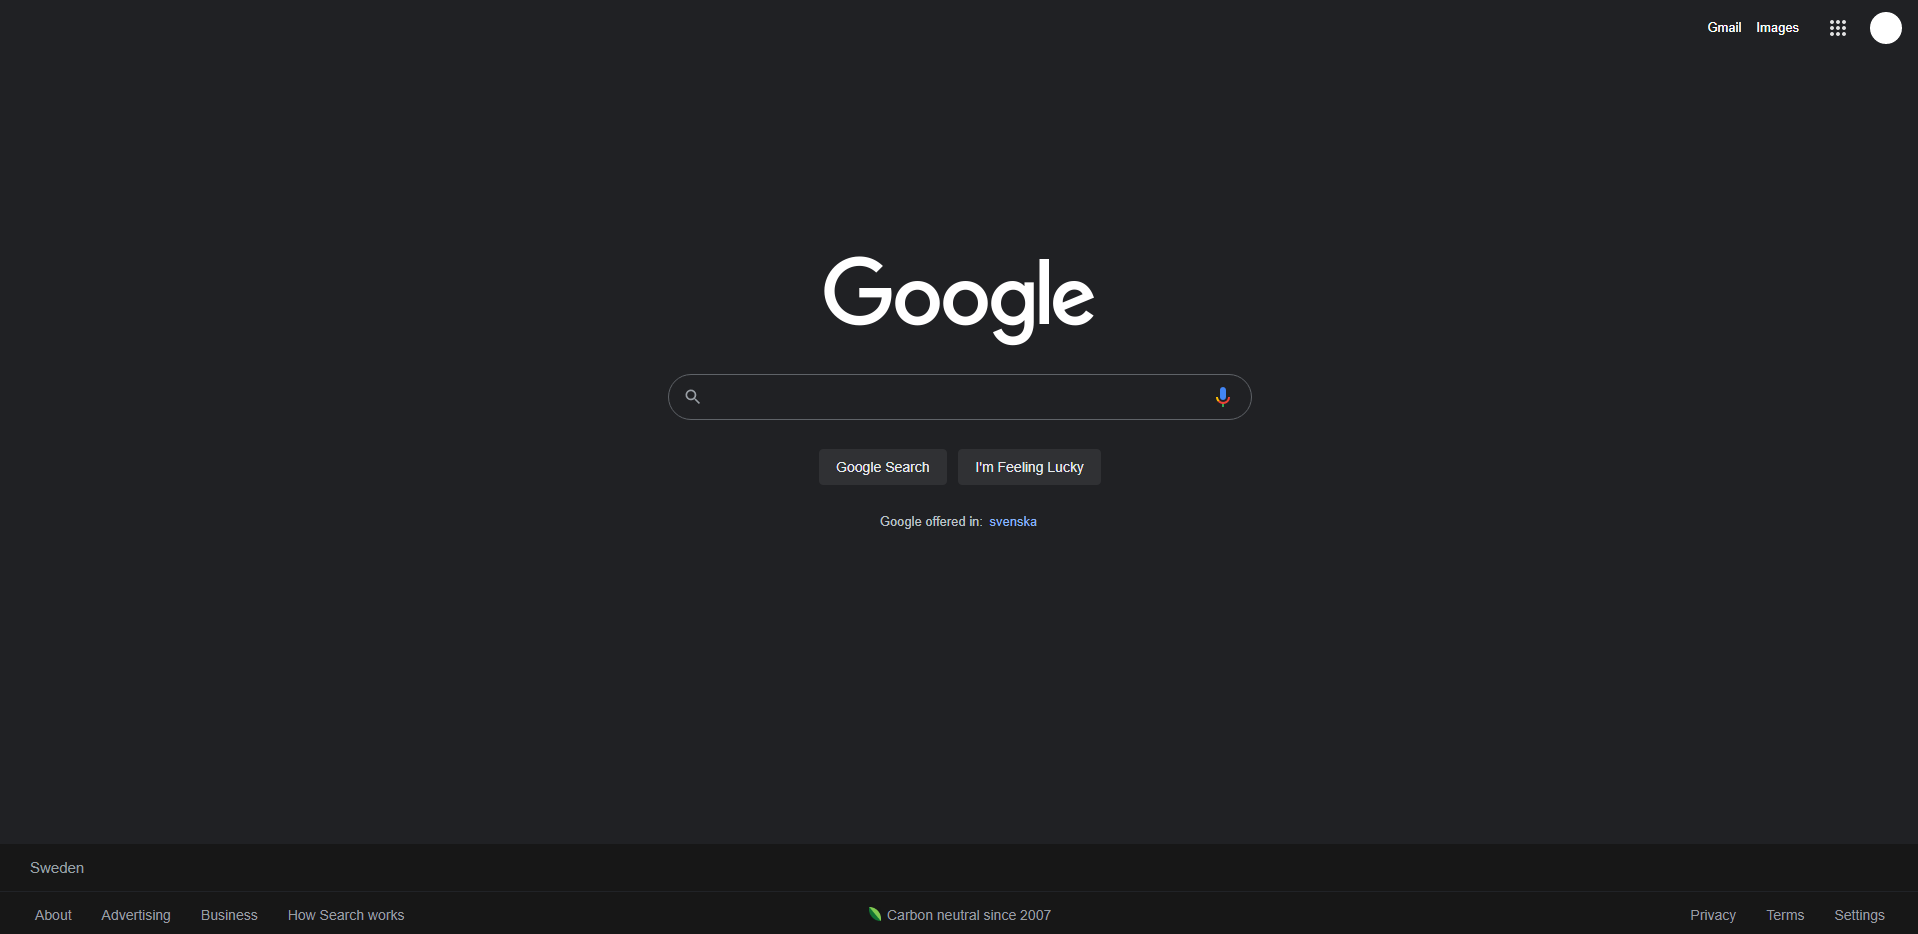 Gmail Images
Google
Google Search I'm Feeling Lucky
Google offered in: svenska
Sweden
About Advertising Business How Search works Carbon neutral since 2007 Privacy Terms Settings